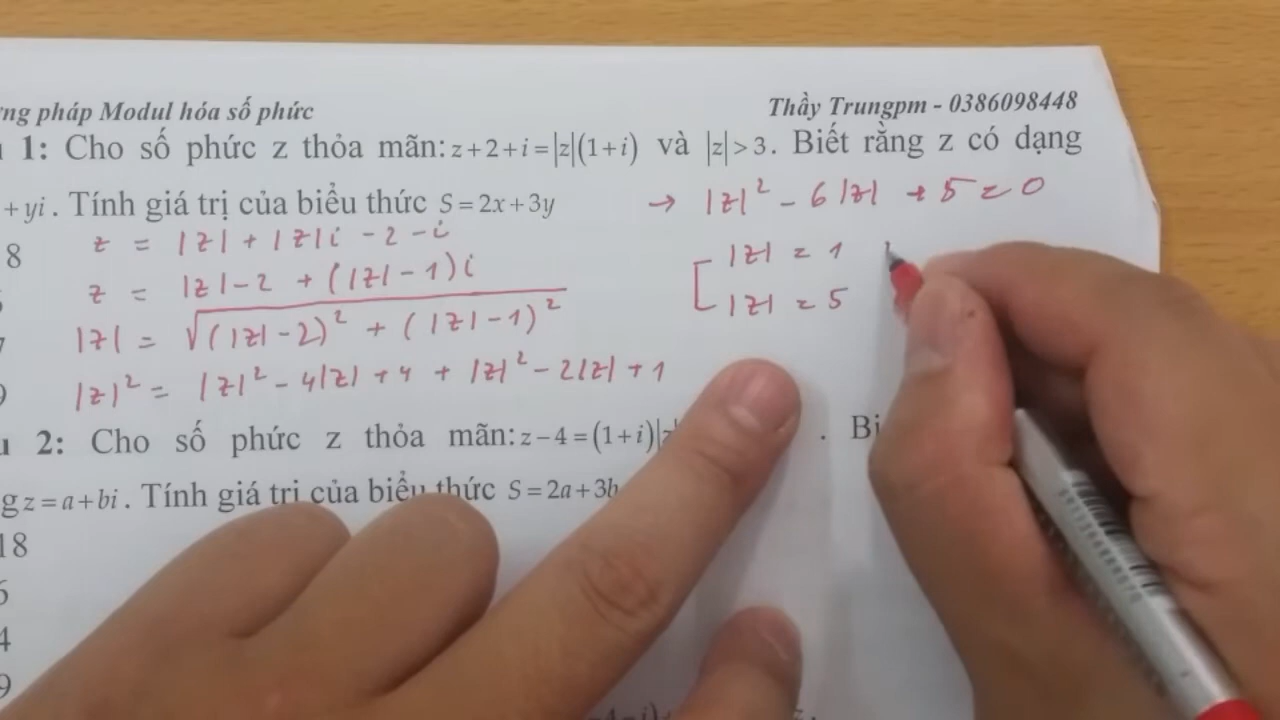 ng pháp Modul hóa số phức
Thầy Trungpm - 0386098448
1: Cho số phức z thỏa mãn: z+2+i=|z|(1+i) và |z|>3. Biết rằng z có dạng
+yi. Tính giá trị của biểu thức S=2x+3y
→ |z|² - 6|z| + 5 = 0
8
z = |z| + |z|i - 2 - i
z = |z| - 2 + (|z| - 1)i
|z| = √(|z| - 2)² + (|z| - 1)²
|z|² = |z|² - 4|z| + 4 + |z|² - 2|z| + 1
|z| = 1
|z| = 5
2: Cho số phức z thỏa mãn: z-4=(1+i)|z . Bi
g z=a+bi. Tính giá trị của biểu thức S=2a+3b
18
4
9